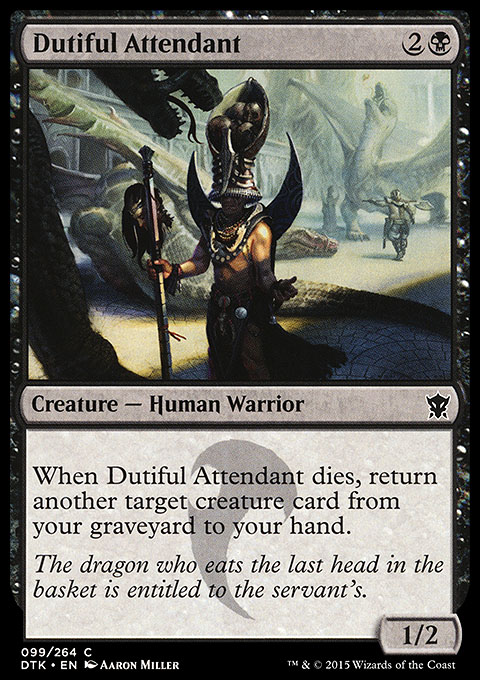 Dutiful Attendant 2
Creature — Human Warrior
When Dutiful Attendant dies, return
another target creature card from
your graveyard to your hand.
The dragon who eats the last head in the
basket is entitled to the servant's.
1/2
099/264 C
DTK • EN Aaron Miller
™ & © 2015 Wizards of the Coast